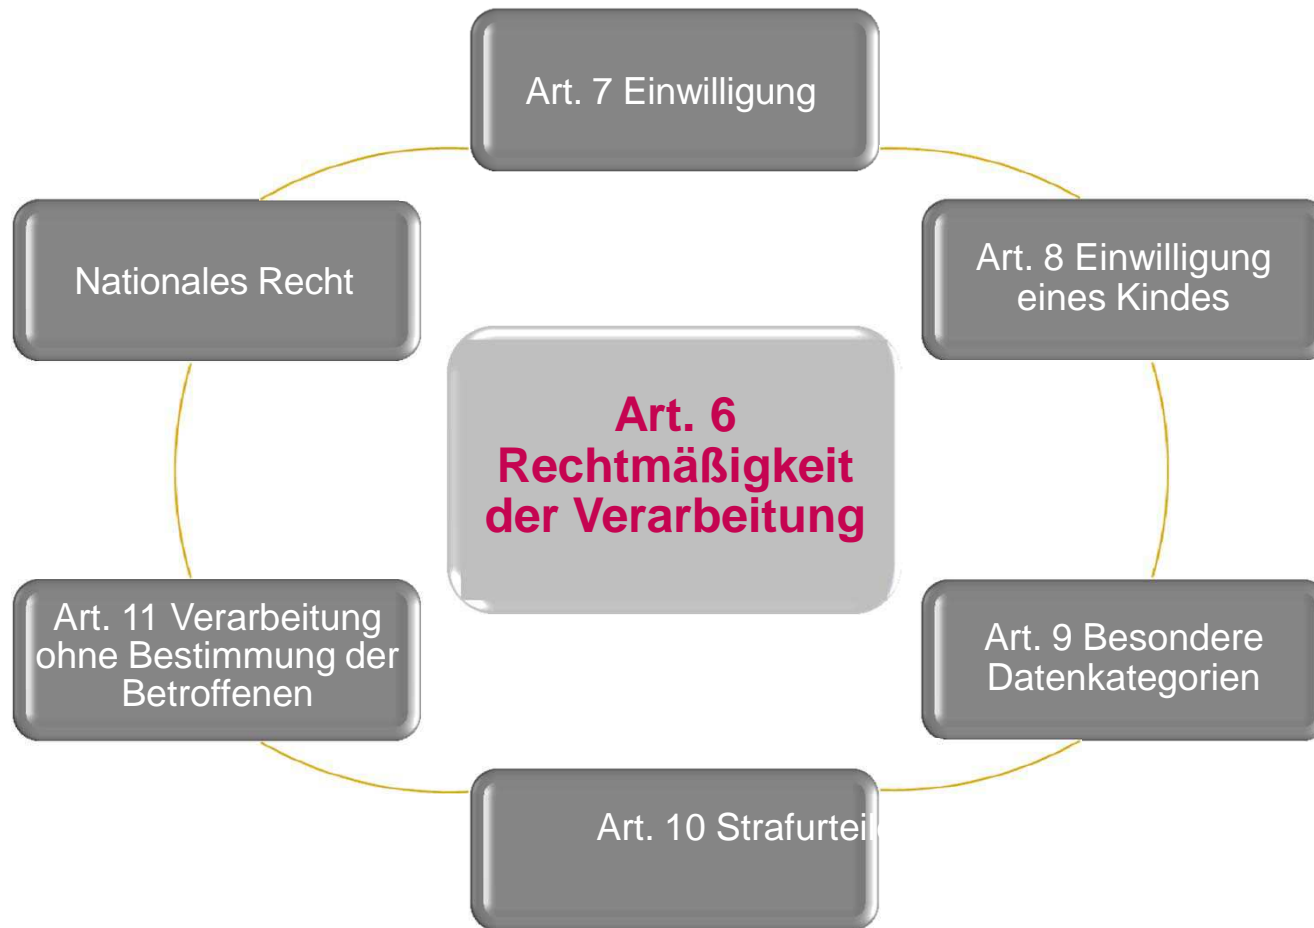 Art. 7 Einwilligung
Nationales Recht
Art. 8 Einwilligung
eines Kindes
Art. 6
Rechtmäßigkeit
der Verarbeitung
Art. 11 Verarbeitung
ohne Bestimmung der
Betroffenen
Art. 9 Besondere
Datenkategorien
Art. 10 Strafurteile